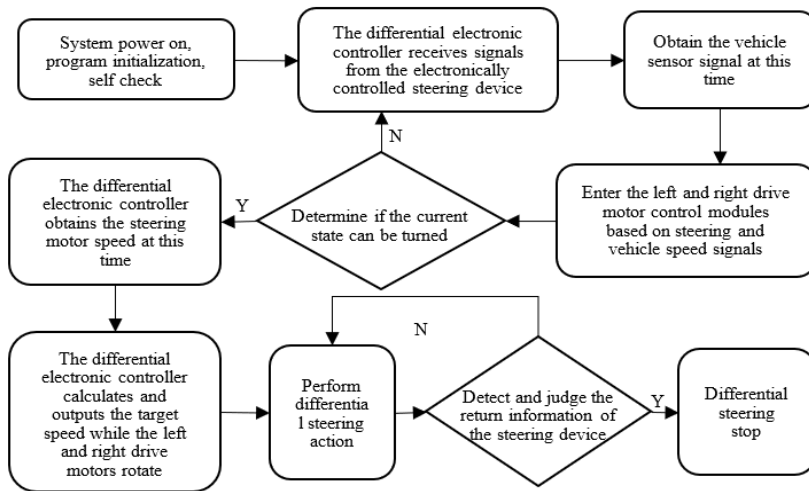 System power on,
program initialization,
self check
The differential electronic
controller receives signals
from the electronically
controlled steering device
Obtain the vehicle
sensor signal at this
time
N
The differential
electronic controller
obtains the steering
motor speed at this
time
Y
Determine if the current
state can be turned
Enter the left and right drive
motor control modules
based on steering and
vehicle speed signals
N
The differential
electronic controller
calculates and
outputs the target
speed while the left
and right drive
motors rotate
Perform
differentia
l steering
action
Detect and judge the
return information of
the steering device
Y
Differential
steering
stop